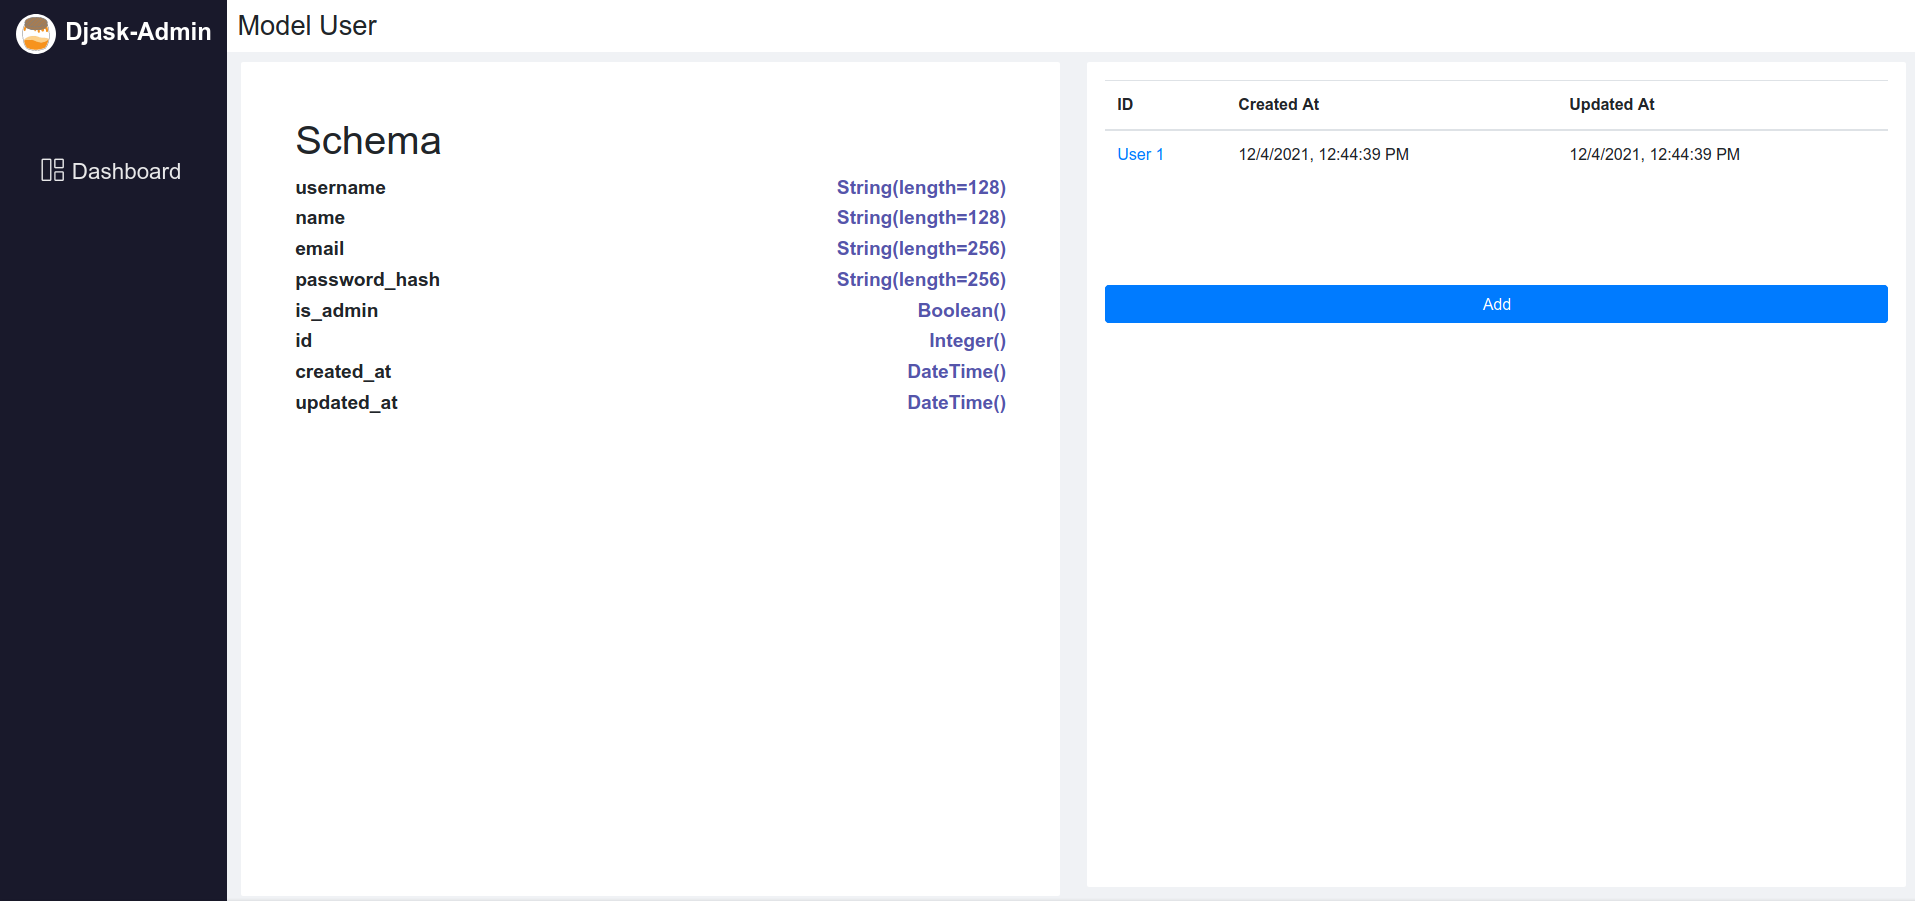 Djask-Admin
Dashboard
Model User
Schema
username String(length=128)
name String(length=128)
email String(length=256)
password_hash String(length=256)
is_admin Boolean()
id Integer()
created_at DateTime()
updated_at DateTime()
ID Created At Updated At
User 1 12/4/2021, 12:44:39 PM 12/4/2021, 12:44:39 PM
Add